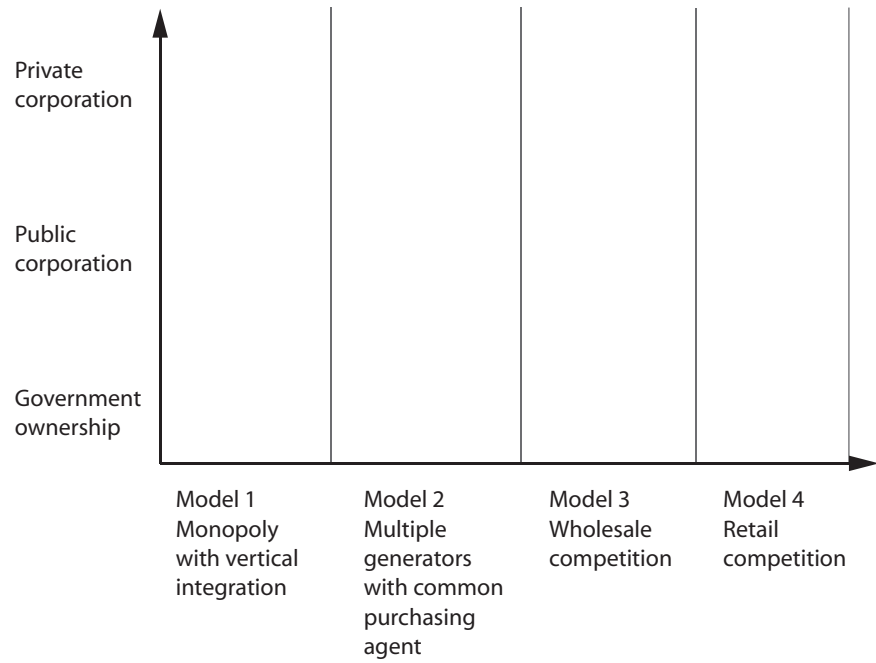 Private
corporation
Public
corporation
Government
ownership
Model 1
Monopoly
with vertical
integration
Model 2
Multiple
generators
with common
purchasing
agent
Model 3
Wholesale
competition
Model 4
Retail
competition